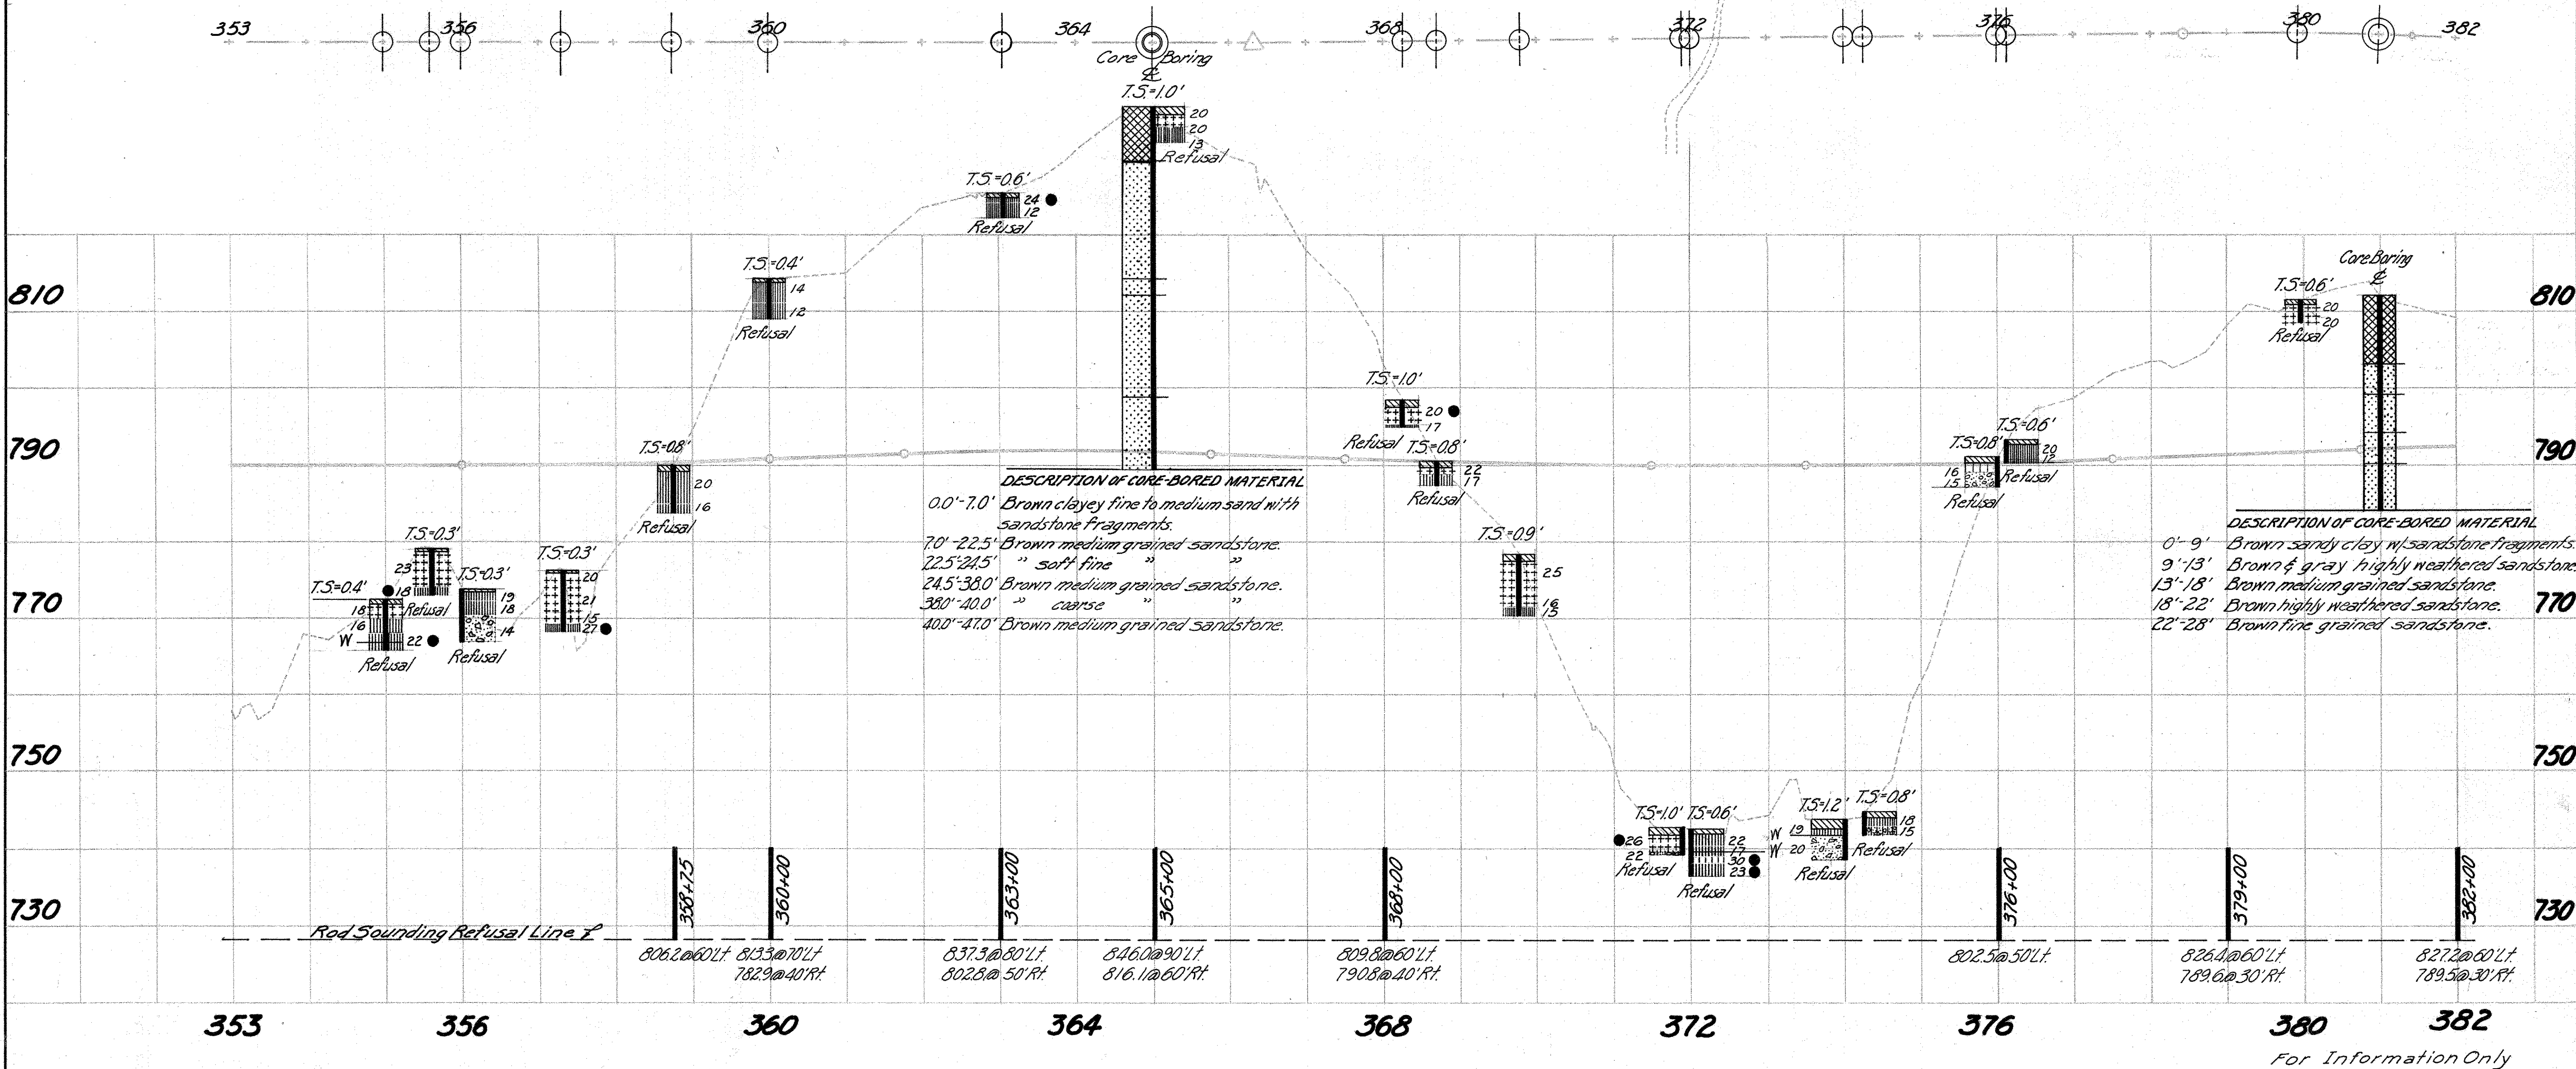 353 356 360 364 368 372 376 380 382
Core Boring
℄
T.S.=1.0'
20
20
13
Refusal
T.S.=0.6'
24
12
Refusal
T.S.=0.4'
14
12
Refusal
Core Boring
℄
T.S.=0.6'
20
20
Refusal
810 810
T.S.=1.0'
20
17
Refusal
T.S.=0.8'
22
17
Refusal
T.S.=0.8'
20
16
Refusal
T.S.=0.6'
20
12
Refusal
T.S.=0.8'
16
15
Refusal
790 790
DESCRIPTION OF CORE-BORED MATERIAL
0.0'-7.0' Brown clayey fine to medium sand with
sandstone fragments.
7.0'-22.5' Brown medium grained sandstone.
22.5'-24.5' " soft fine " "
24.5'-38.0' Brown medium grained sandstone.
38.0'-40.0' " coarse " "
40.0'-47.0' Brown medium grained sandstone.
DESCRIPTION OF CORE-BORED MATERIAL
0'-9' Brown sandy clay w/sandstone fragments.
9'-13' Brown & gray highly weathered sandstone.
13'-18' Brown medium grained sandstone.
18'-22' Brown highly weathered sandstone.
22'-28' Brown fine grained sandstone.
T.S.=0.3'
23
18
Refusal
T.S.=0.4'
18
16
W 22
Refusal
T.S.=0.3'
19
18
14
Refusal
T.S.=0.3'
20
21
15
27
T.S.=0.9'
25
16
15
770 770
750 750
T.S.=1.0'
26
22
Refusal
T.S.=0.6'
22
17
30
23
Refusal
T.S.=1.2'
W 19
W 20
Refusal
T.S.=0.8'
18
15
Refusal
358+75 360+00 363+00 365+00 368+00 376+00 379+00 382+00
730 730
Rod Sounding Refusal Line
806.2@60'Lt. 813.3@70'Lt. 837.3@80'Lt. 846.0@90'Lt. 809.8@60'Lt. 802.5@50'Lt. 826.4@60'Lt. 827.2@60'Lt.
782.9@40'Rt. 802.8@50'Rt. 816.1@60'Rt. 790.8@40'Rt. 789.6@30'Rt. 789.5@30'Rt.
353 356 360 364 368 372 376 380 382
For Information Only